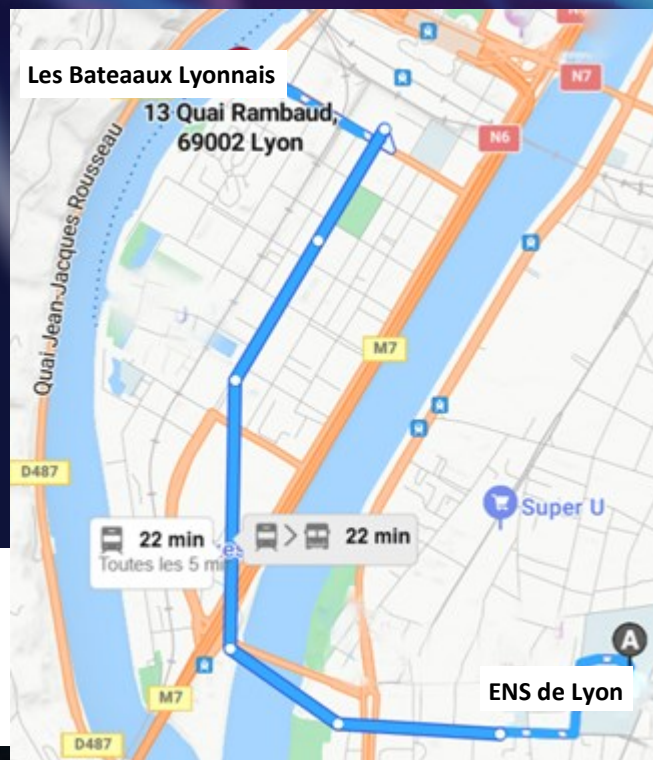 Les Bateaaux Lyonnais
13 Quai Rambaud,
69002 Lyon
Quai Jean-Jacques Rousseau
N7
N6
M7
D487
Super U
22 min
Toutes les 5
22 min
A
ENS de Lyon
M7
D487